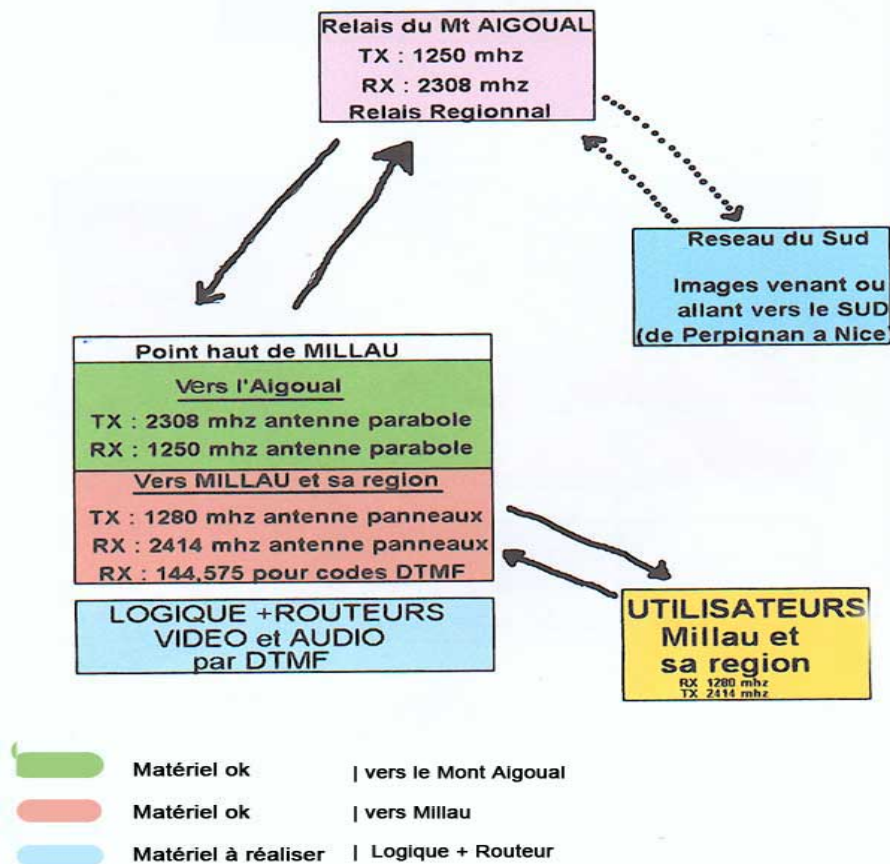 Relais du Mt AIGOUAL
TX : 1250 mhz
RX : 2308 mhz
Relais Regionnal
Reseau du Sud
Images venant ou
allant vers le SUD
(de Perpignan a Nice)
Point haut de MILLAU
Vers l'Aigoual
TX : 2308 mhz antenne parabole
RX : 1250 mhz antenne parabole
Vers MILLAU et sa region
TX : 1280 mhz antenne panneaux
RX : 2414 mhz antenne panneaux
RX : 144,575 pour codes DTMF
LOGIQUE +ROUTEURS
VIDEO et AUDIO
par DTMF
UTILISATEURS
Millau et
sa region
RX 1280 mhz
TX 2414 mhz
Matériel ok | vers le Mont Aigoual
Matériel ok | vers Millau
Matériel à réaliser | Logique + Routeur